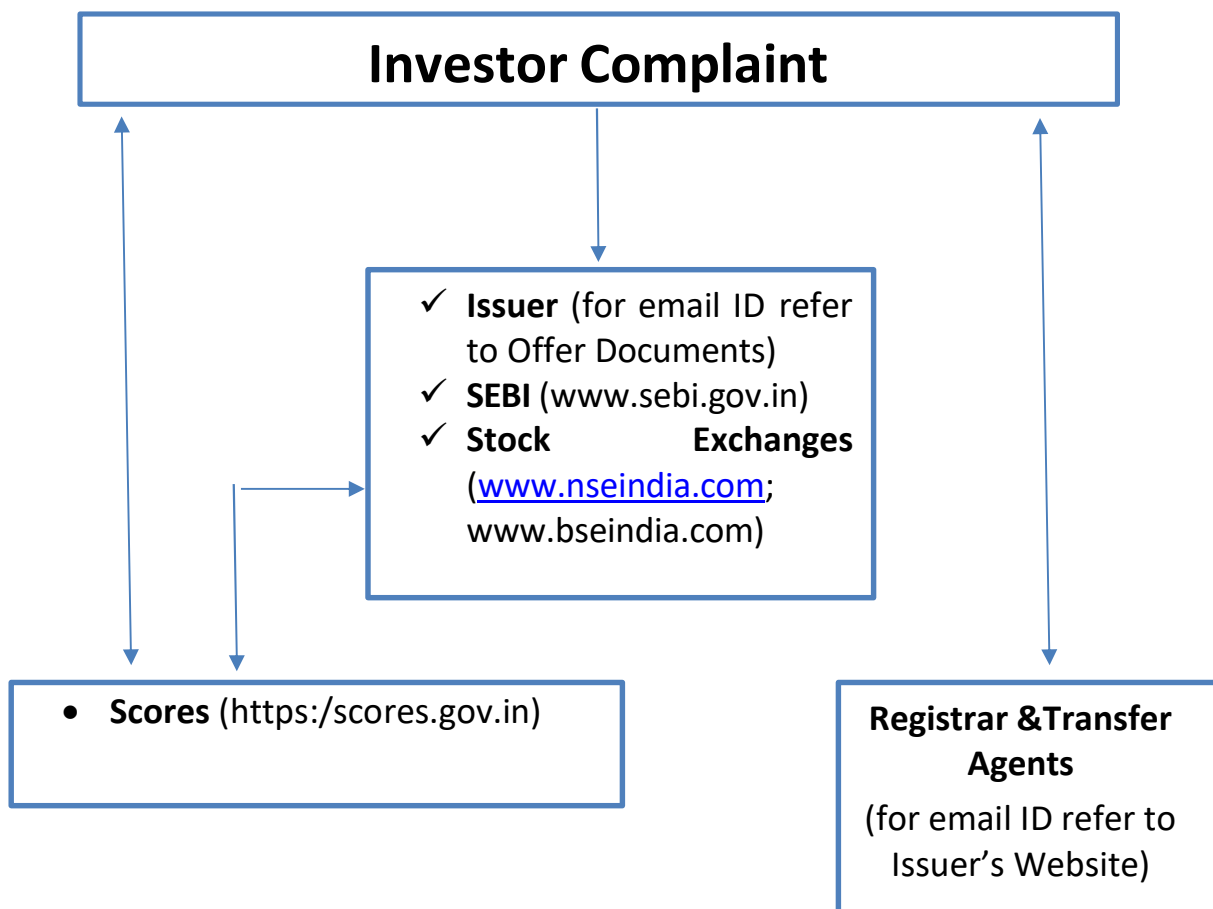 Investor Complaint
✓ Issuer (for email ID refer
to Offer Documents)
✓ SEBI (www.sebi.gov.in)
✓ Stock Exchanges
(www.nseindia.com;
www.bseindia.com)
• Scores (https:/scores.gov.in)
Registrar &Transfer
Agents
(for email ID refer to
Issuer’s Website)